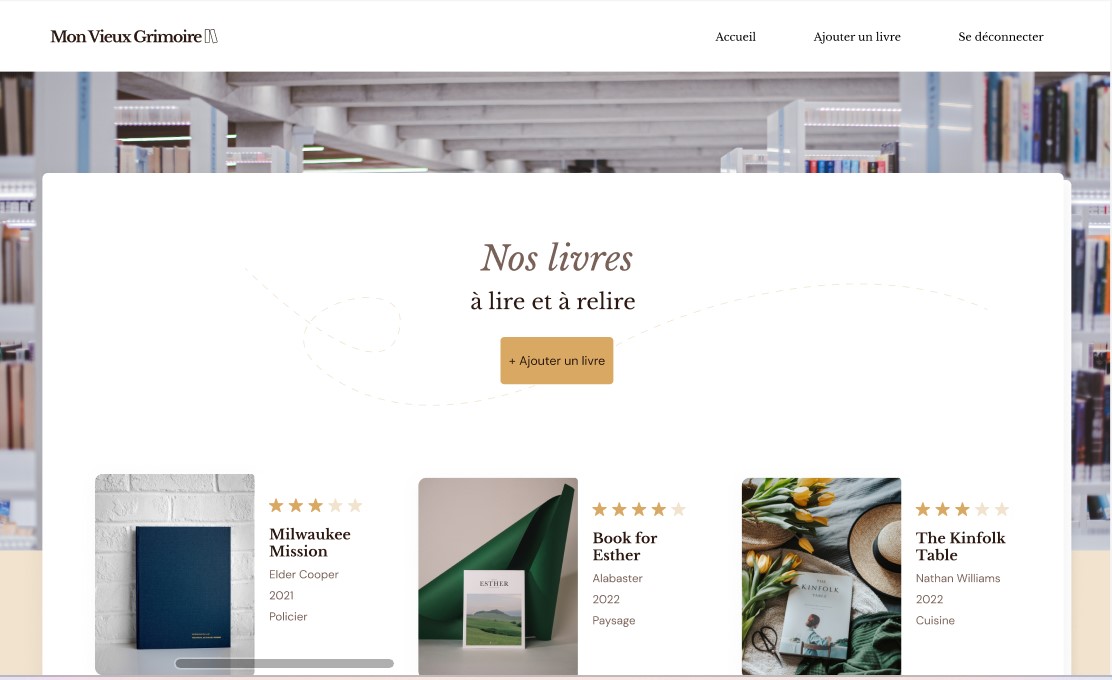 Mon Vieux Grimoire
Accueil
Ajouter un livre
Se déconnecter
Nos livres
à lire et à relire
+ Ajouter un livre
Milwaukee
Mission
Elder Cooper
2021
Policier
ESTHER
Book for
Esther
Alabaster
2022
Paysage
THE
KINFOLK
TABLE
The Kinfolk
Table
Nathan Williams
2022
Cuisine